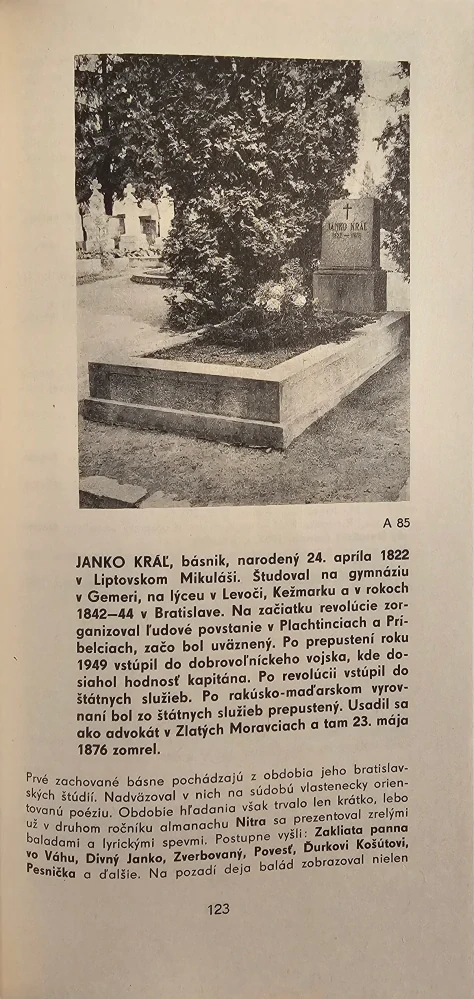 JANKO KRÁĽ
A 85
JANKO KRÁĽ, básnik, narodený 24. apríla 1822
v Liptovskom Mikuláši. Študoval na gymnáziu
v Gemeri, na lýceu v Levoči, Kežmarku a v rokoch
1842—44 v Bratislave. Na začiatku revolúcie zor-
ganizoval ľudové povstanie v Plachtinciach a Prí-
belciach, začo bol uväznený. Po prepustení roku
1949 vstúpil do dobrovoľníckeho vojska, kde do-
siahol hodnosť kapitána. Po revolúcii vstúpil do
štátnych služieb. Po rakúsko-maďarskom vyrov-
naní bol zo štátnych služieb prepustený. Usadil sa
ako advokát v Zlatých Moravciach a tam 23. mája
1876 zomrel.
Prvé zachované básne pochádzajú z obdobia jeho bratislav-
ských štúdií. Nadväzoval v nich na súdobú vlastenecky orien-
tovanú poéziu. Obdobie hľadania však trvalo len krátko, lebo
už v druhom ročníku almanachu Nitra sa prezentoval zrelými
baladami a lyrickými spevmi. Postupne vyšli: Zakliata panna
vo Váhu, Divný Janko, Zverbovaný, Povesť, Ďurkovi Košútovi,
Pesnička a ďalšie. Na pozadí deja balád zobrazoval nielen
123